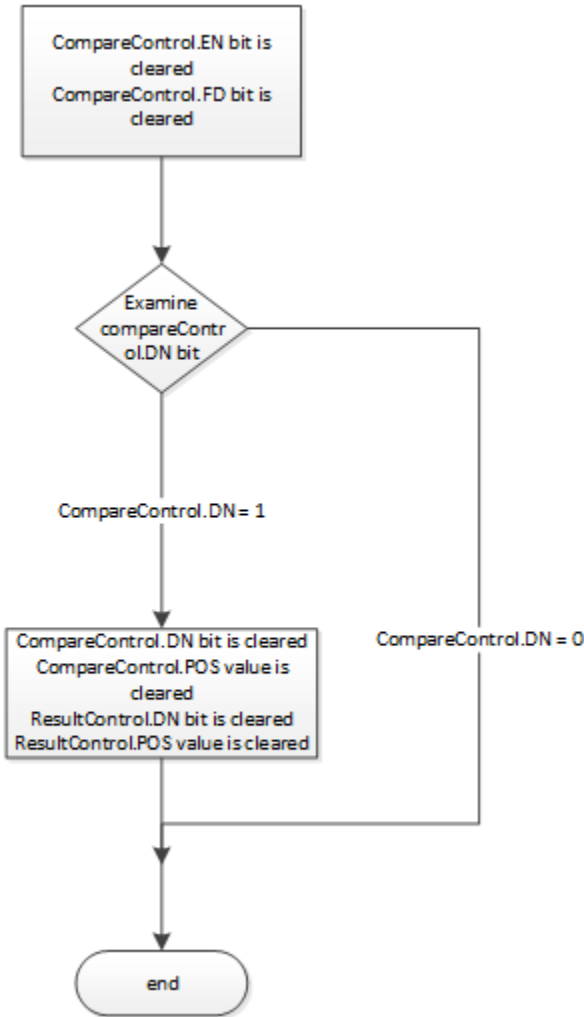 CompareControl.EN bit is
cleared
CompareControl.FD bit is
cleared
Examine
compareContr
ol.DN bit
CompareControl.DN = 1
CompareControl.DN = 0
CompareControl.DN bit is cleared
CompareControl.POS value is
cleared
ResultControl.DN bit is cleared
ResultControl.POS value is cleared
end